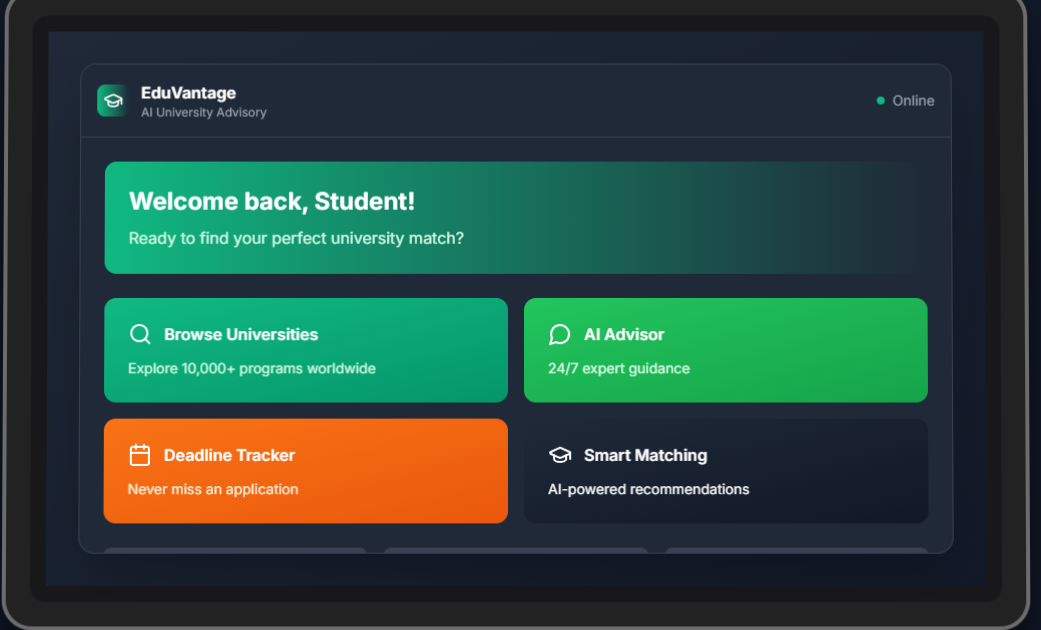 EduVantage
AI University Advisory
Online
Welcome back, Student!
Ready to find your perfect university match?
Browse Universities
Explore 10,000+ programs worldwide
AI Advisor
24/7 expert guidance
Deadline Tracker
Never miss an application
Smart Matching
AI-powered recommendations